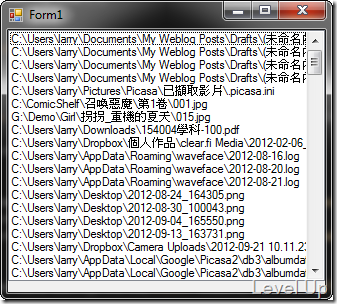 Form1
C:\Users\larry\Documents\My Weblog Posts\Drafts\(未命名
C:\Users\larry\Documents\My Weblog Posts\Drafts\(未命名
C:\Users\larry\Documents\My Weblog Posts\Drafts\(未命名
C:\Users\larry\Documents\My Weblog Posts\Drafts\(未命名
C:\Users\larry\Pictures\Picasa\已擷取影片\.picasa.ini
C:\ComicShelf\召喚惡魔\第1卷\001.jpg
G:\Demo\Girl\拐拐_重機的夏天\015.jpg
C:\Users\larry\Downloads\154004學科-100.pdf
C:\Users\larry\Dropbox\個人作品\clear.fi Media\2012-02-06_
C:\Users\larry\AppData\Roaming\waveface\2012-08-16.log
C:\Users\larry\AppData\Roaming\waveface\2012-08-20.log
C:\Users\larry\AppData\Roaming\waveface\2012-08-21.log
C:\Users\larry\Desktop\2012-08-24_164305.png
C:\Users\larry\Desktop\2012-08-30_100043.png
C:\Users\larry\Desktop\2012-09-04_165550.png
C:\Users\larry\Desktop\2012-09-13_163731.png
C:\Users\larry\Dropbox\Camera Uploads\2012-09-21 10.11.23
C:\Users\larry\AppData\Local\Google\Picasa2\db3\albumda
C:\Users\larry\AppData\Local\Google\Picasa2\db3\albumda
Level Up